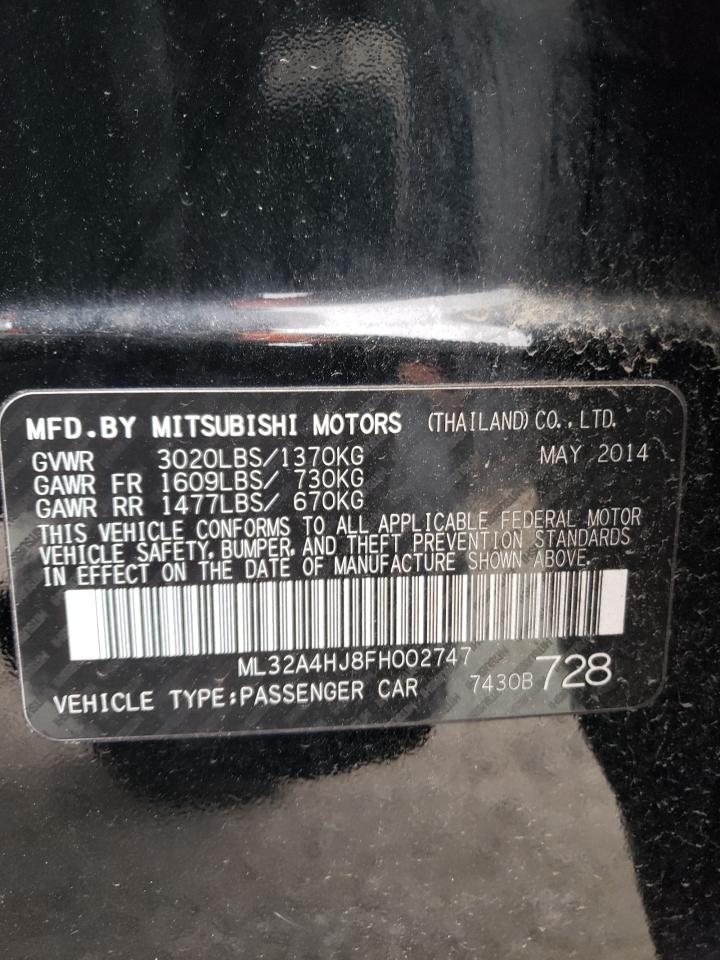 MFD.BY MITSUBISHI MOTORS (THAILAND) CO., LTD.
GVWR 3020LBS/1370KG MAY 2014
GAWR FR 1609LBS/ 730KG
GAWR RR 1477LBS/ 670KG
THIS VEHICLE CONFORMS TO ALL APPLICABLE FEDERAL MOTOR
VEHICLE SAFETY, BUMPER, AND THEFT PREVENTION STANDARDS
IN EFFECT ON THE DATE OF MANUFACTURE SHOWN ABOVE.
ML32A4HJ8FH002747
VEHICLE TYPE:PASSENGER CAR 7430B 728